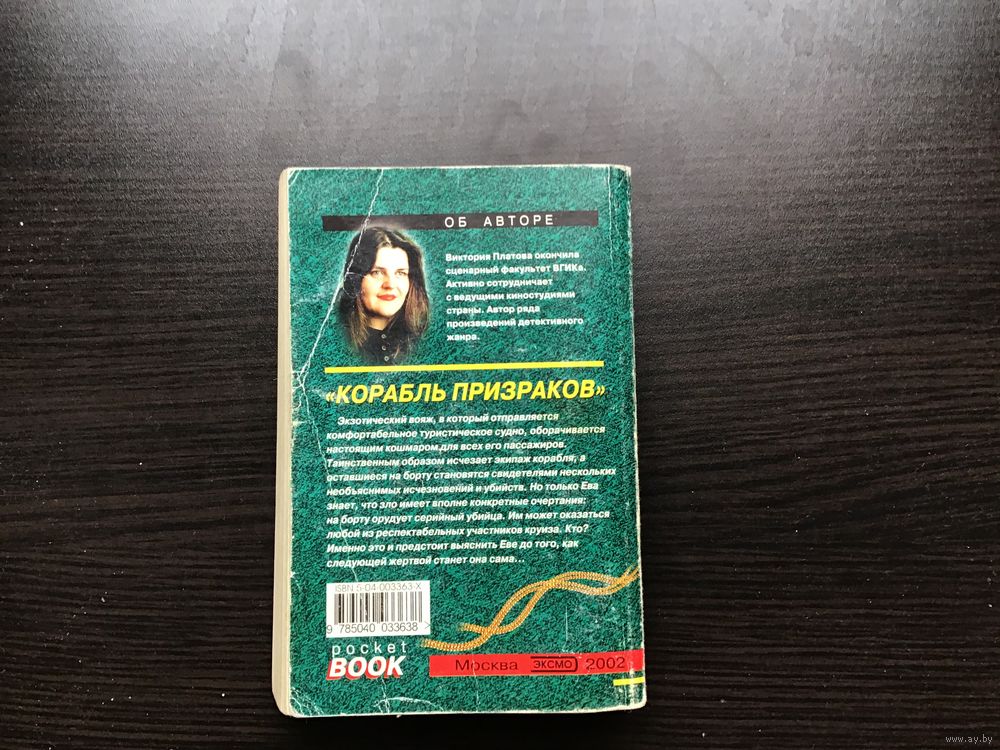 ОБ АВТОРЕ
Виктория Платова окончила
сценарный факультет ВГИКа.
Активно сотрудничает
с ведущими киностудиями
страны. Автор ряда
произведений детективного
жанра.
«КОРАБЛЬ ПРИЗРАКОВ»
Экзотический вояж, в который отправляется
комфортабельное туристическое судно, оборачивается
настоящим кошмаром для всех его пассажиров.
Таинственным образом исчезает экипаж корабля, а
оставшиеся на борту становятся свидетелями нескольких
необъяснимых исчезновений и убийств. Но только Ева
знает, что зло имеет вполне конкретные очертания:
на борту орудует серийный убийца. Им может оказаться
любой из респектабельных участников круиза. Кто?
Именно это и предстоит выяснить Еве до того, как
следующей жертвой станет она сама...
ISBN 5-04-003363-X
9 785040 033638 >
pocket
BOOK
Москва ЭКСМО 2002
www.ay.by